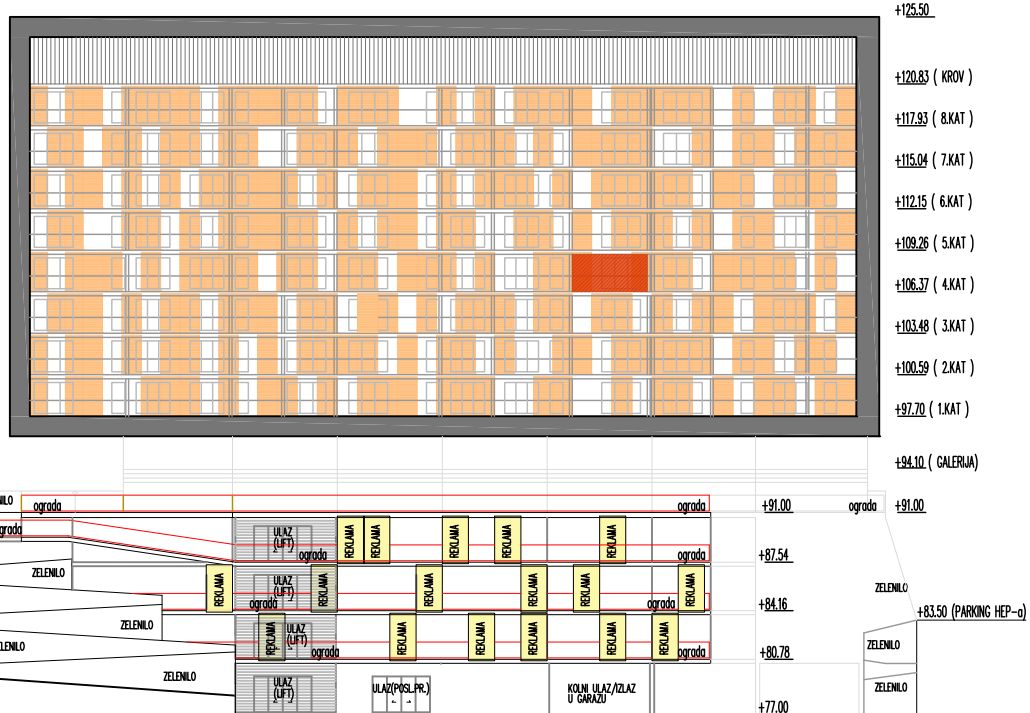 +125.50
+120.83 ( KROV )
+117.93 ( 8.KAT )
+115.04 ( 7.KAT )
+112.15 ( 6.KAT )
+109.26 ( 5.KAT )
+106.37 ( 4.KAT )
+103.48 ( 3.KAT )
+100.59 ( 2.KAT )
+97.70 ( 1.KAT )
+94.10 ( GALERIJA)
NILO
ograda
ograda
+91.00
ograda
+91.00
ograda
ULAZ
(LIFT)
REKLAMA
REKLAMA
REKLAMA
REKLAMA
REKLAMA
ograda
ograda
+87.54
ZELENILO
REKLAMA
ULAZ
(LIFT)
REKLAMA
REKLAMA
REKLAMA
REKLAMA
REKLAMA
ZELENILO
ograda
ograda
+84.16
+83.50 (PARKING HEP-a)
ZELENILO
REKLAMA
ULAZ
(LIFT)
REKLAMA
REKLAMA
REKLAMA
REKLAMA
REKLAMA
ELENILO
ZELENILO
ograda
ograda
+80.78
ZELENILO
ULAZ
(LIFT)
ULAZ(POSL.PR.)
KOLNI ULAZ/IZLAZ
U GARAŽU
ZELENILO
+77.00